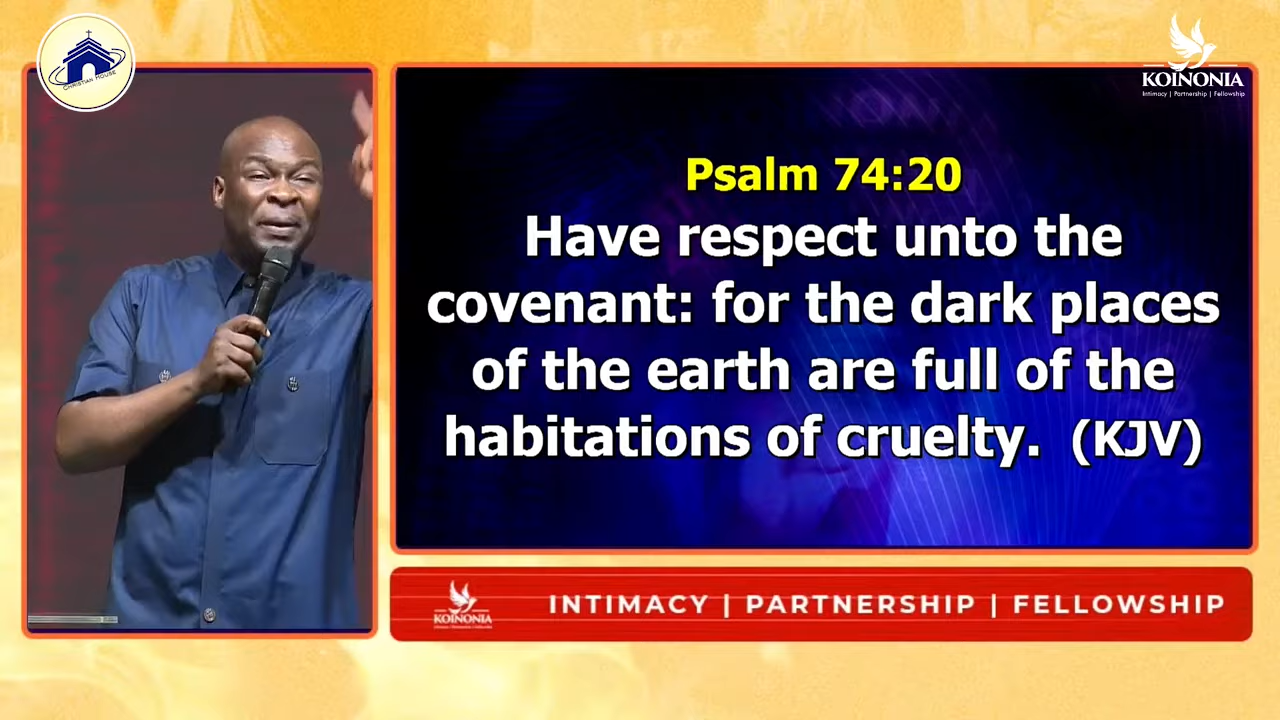 CHRISTIAN HOUSE
KOINONIA
Intimacy | Partnership | Fellowship
Psalm 74:20
Have respect unto the
covenant: for the dark places
of the earth are full of the
habitations of cruelty. (KJV)
KOINONIA
INTIMACY | PARTNERSHIP | FELLOWSHIP